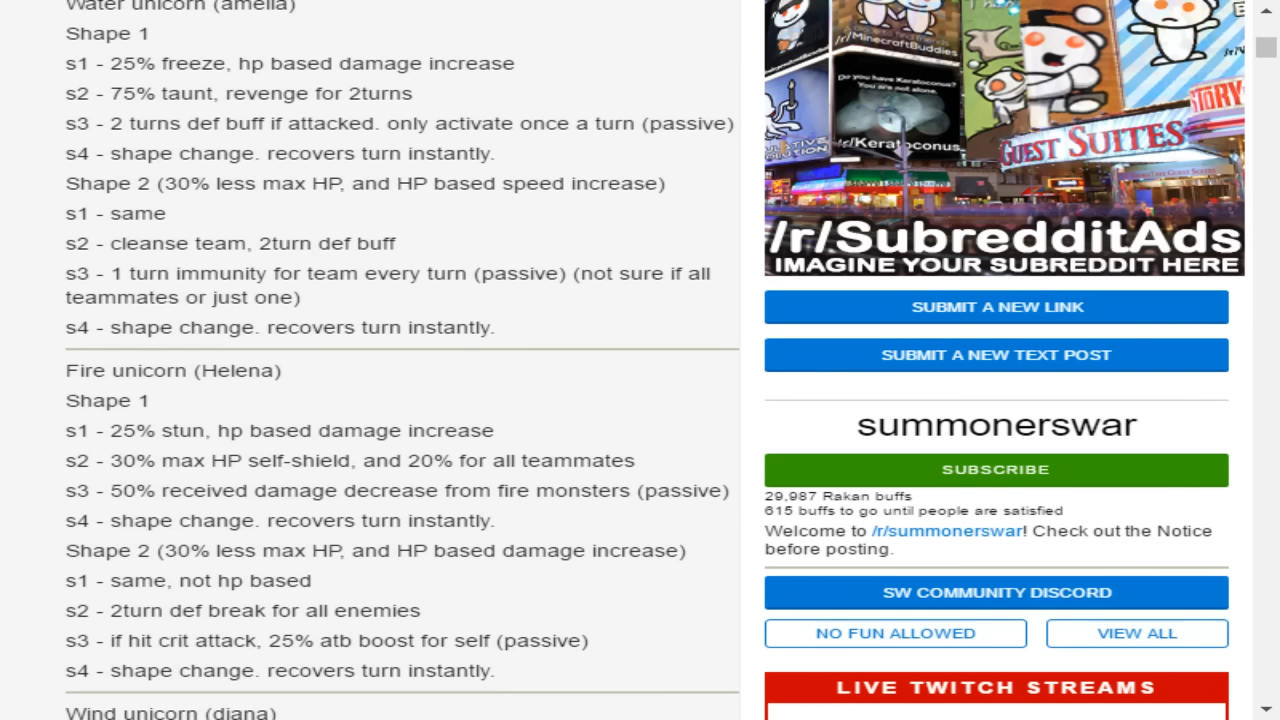 Water unicorn (amelia)
Shape 1
s1 - 25% freeze, hp based damage increase
s2 - 75% taunt, revenge for 2turns
s3 - 2 turns def buff if attacked. only activate once a turn (passive)
s4 - shape change. recovers turn instantly.
Shape 2 (30% less max HP, and HP based speed increase)
s1 - same
s2 - cleanse team, 2turn def buff
s3 - 1 turn immunity for team every turn (passive) (not sure if all
teammates or just one)
s4 - shape change. recovers turn instantly.
Fire unicorn (Helena)
Shape 1
s1 - 25% stun, hp based damage increase
s2 - 30% max HP self-shield, and 20% for all teammates
s3 - 50% received damage decrease from fire monsters (passive)
s4 - shape change. recovers turn instantly.
Shape 2 (30% less max HP, and HP based damage increase)
s1 - same, not hp based
s2 - 2turn def break for all enemies
s3 - if hit crit attack, 25% atb boost for self (passive)
s4 - shape change. recovers turn instantly.
Wind unicorn (diana)
/r/MinecraftBuddies
Do you have Keratoconus?
You are not alone.
/r/Keratoconus
STORY
GUEST SUITES
/r/SubredditAds
IMAGINE YOUR SUBREDDIT HERE
SUBMIT A NEW LINK
SUBMIT A NEW TEXT POST
summonerswar
SUBSCRIBE
29,987 Rakan buffs
615 buffs to go until people are satisfied
Welcome to /r/summonerswar! Check out the Notice
before posting.
SW COMMUNITY DISCORD
NO FUN ALLOWED
VIEW ALL
LIVE TWITCH STREAMS